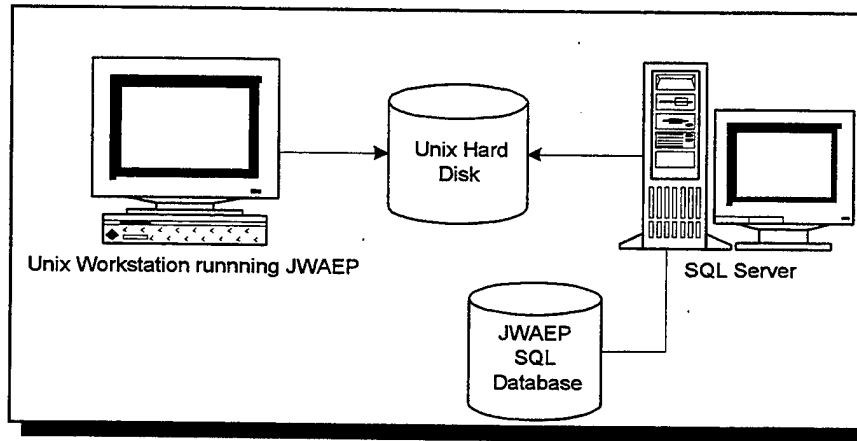 Unix Hard
Disk
Unix Workstation runnning JWAEP
SQL Server
JWAEP
SQL
Database